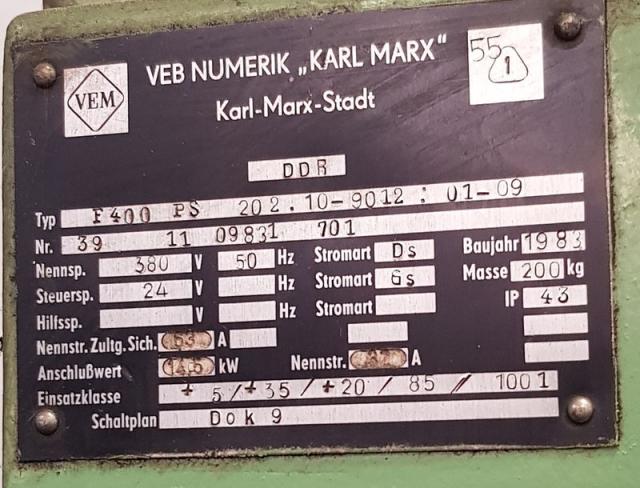 VEM
VEB NUMERIK „KARL MARX“
Karl-Marx-Stadt
55 1
DDR
Typ F400 PS 202.10-9012: 01-09
Nr. 39 11 09831 701
Nennsp. 380 V 50 Hz Stromart Ds Baujahr 1983
Steuersp. 24 V Hz Stromart Gs Masse 200 kg
Hilfssp. V Hz Stromart IP 43
Nennstr. Zultg. Sich. 63 A
Anschlußwert kW Nennstr. A
Einsatzklasse + 5/+35/+20/85 / 1001
Schaltplan Dok 9